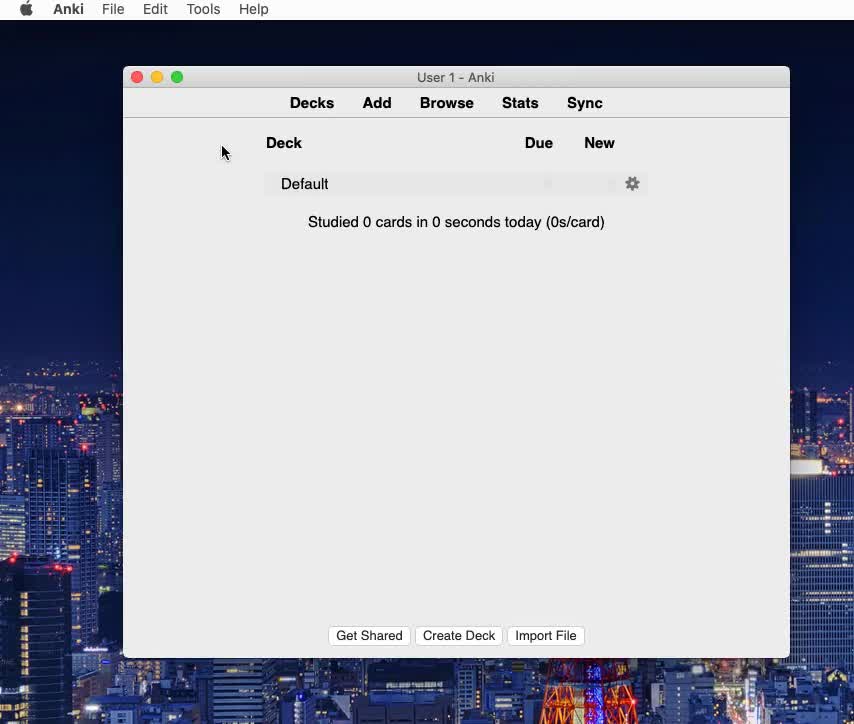 Anki File Edit Tools Help
User 1 - Anki
Decks Add Browse Stats Sync
Deck Due New
Default
Studied 0 cards in 0 seconds today (0s/card)
Get Shared Create Deck Import File